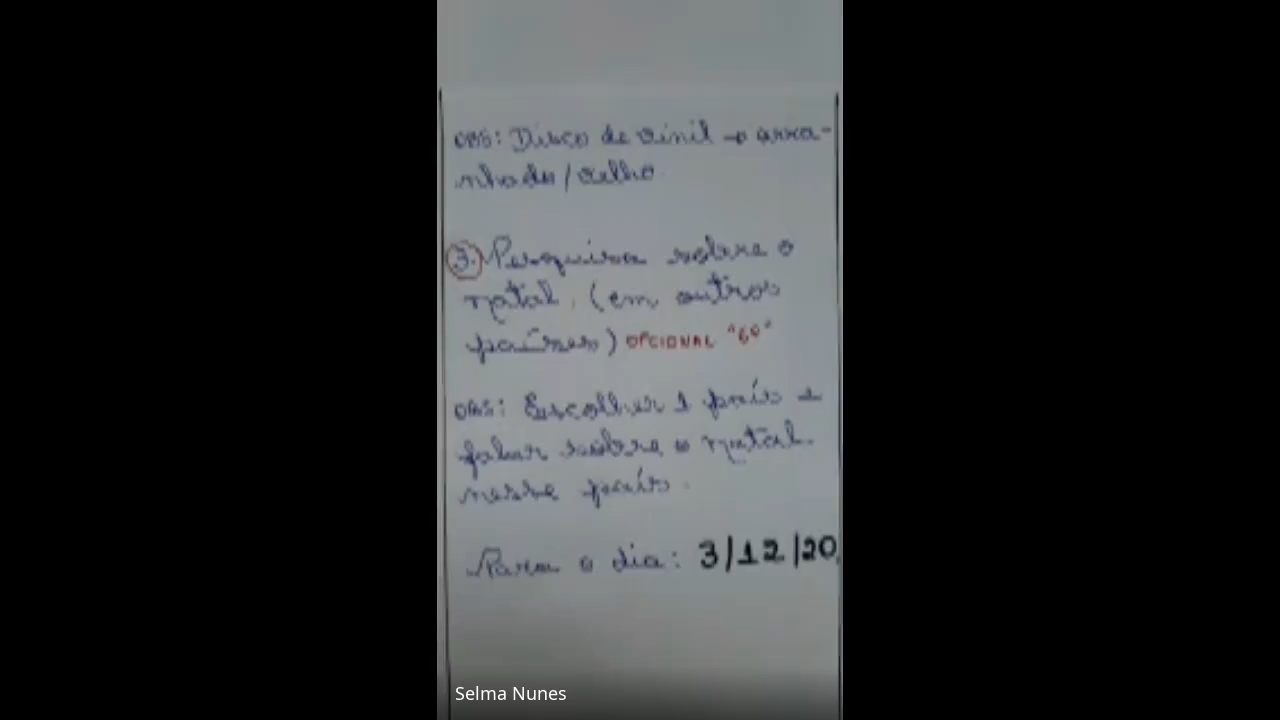 OBS: Disco de vinil → arra-
nhado/velho
3. Pesquisa sobre o
natal. (em outros
países) OPCIONAL "6º"
OBS: Escolher 1 país e
falar sobre o natal
nesse país.
Para o dia: 3/12/20
Selma Nunes